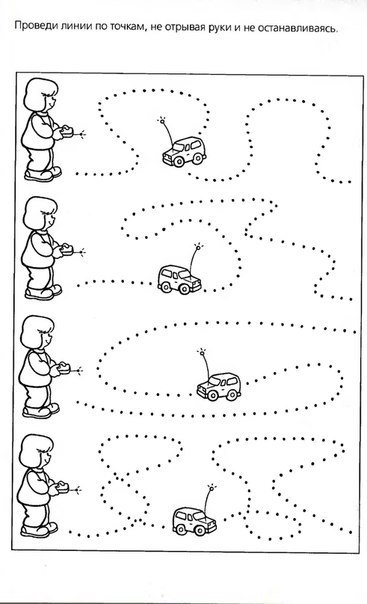 Проведи линии по точкам, не отрывая руки и не останавливаясь.